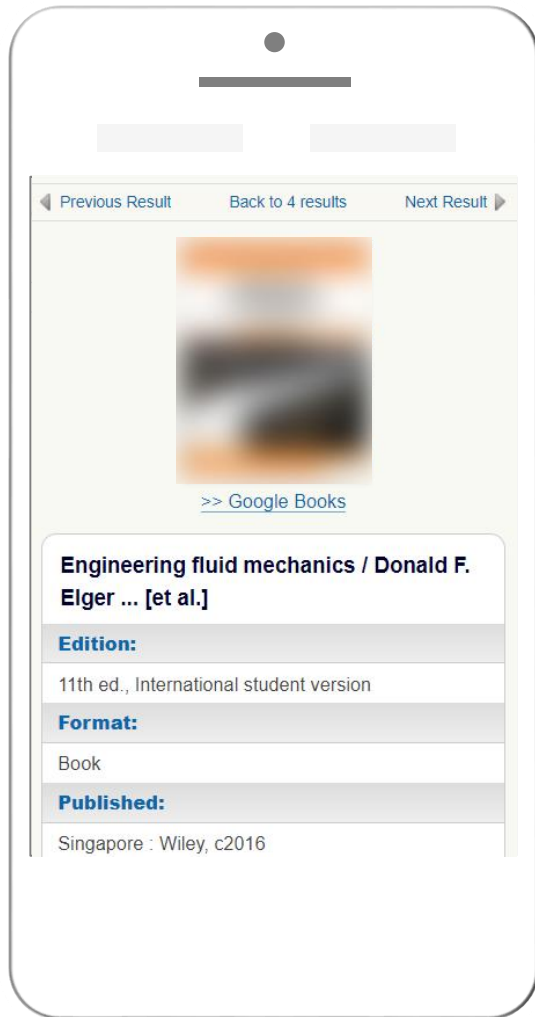 Previous Result Back to 4 results Next Result
>> Google Books
Engineering fluid mechanics / Donald F.
Elger ... [et al.]
Edition:
11th ed., International student version
Format:
Book
Published:
Singapore : Wiley, c2016